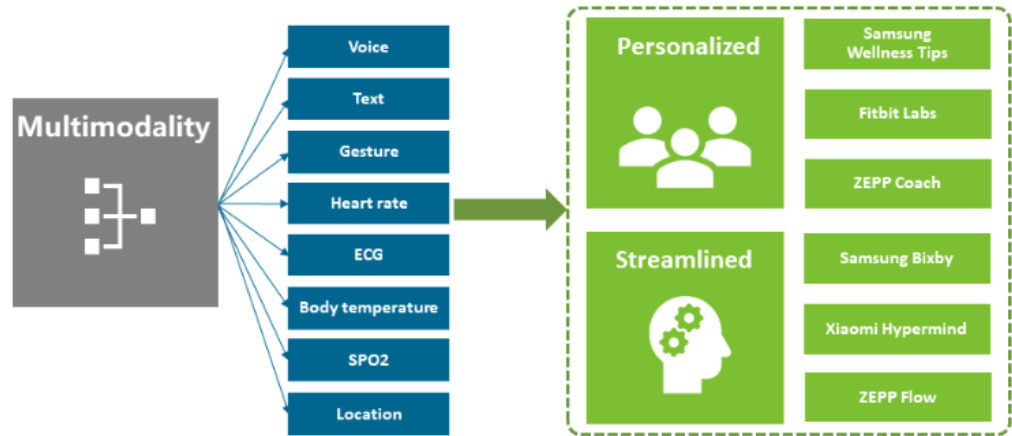 Multimodality
Voice
Text
Gesture
Heart rate
ECG
Body temperature
SPO2
Location
Personalized
Samsung
Wellness Tips
Fitbit Labs
ZEPP Coach
Streamlined
Samsung Bixby
Xiaomi Hypermind
ZEPP Flow